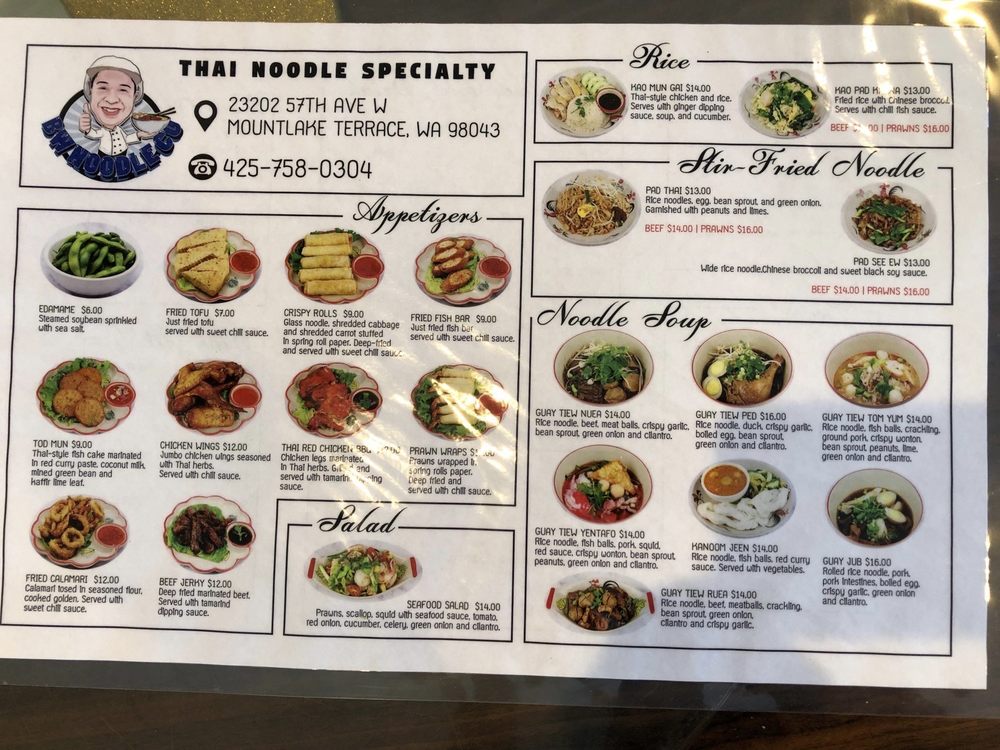 BW NOODLE CO
THAI NOODLE SPECIALTY
23202 57TH AVE W
MOUNTLAKE TERRACE, WA 98043
425-758-0304
Appetizers
EDAMAME $6.00
Steamed soybean sprinkled
with sea salt.
FRIED TOFU $7.00
Just fried tofu
served with sweet chili sauce.
CRISPY ROLLS $9.00
Glass noodle, shredded cabbage
and shredded carrot stuffed
in spring roll paper. Deep-fried
and served with sweet chili sauce
FRIED FISH BAR $9.00
Just fried fish bar
served with sweet chili sauce.
TOD MUN $9.00
Thai-style fish cake marinated
in red curry paste, coconut milk,
mined green bean and
kaffir lime leaf.
CHICKEN WINGS $12.00
Jumbo chicken wings seasoned
with Thai herbs.
Served with chili sauce.
THAI RED CHICKEN BBQ
Chicken legs marinated
in Thai herbs. and
served with tamarind dipping
sauce.
PRAWN WRAPS
Prawns wrapped in
spring rolls paper.
Deep fried and
served with chili sauce.
FRIED CALAMARI $12.00
Calamari tosed in seasoned flour,
cooked golden. Served with
sweet chili sauce.
BEEF JERKY $12.00
Deep fried marinated beef.
Served with tamarind
dipping sauce.
Salad
SEAFOOD SALAD $14.00
Prawns, scallop, squid with seafood sauce, tomato,
red onion, cucumber, celery, green onion and cilantro.
Rice
KAO MUN GAI $14.00
Thai-style chicken and rice.
Serves with ginger dipping
sauce, soup, and cucumber.
KAO PAD $13.00
Fried rice with Chinese broccoli.
Serves with chili fish sauce.
BEEF | PRAWNS $16.00
Stir-Fried Noodle
PAD THAI $13.00
Rice noodles, egg, bean sprout, and green onion.
Garnished with peanuts and limes.
BEEF $14.00 | PRAWNS $16.00
PAD SEE EW $13.00
Wide rice noodle,Chinese broccoli and sweet black soy sauce.
BEEF $14.00 | PRAWNS $16.00
Noodle Soup
GUAY TIEW NUEA $14.00
Rice noodle, beef, meat balls, crispy garlic,
bean sprout, green onion and cilantro.
GUAY TIEW PED $16.00
Rice noodle, duck, crispy garlic,
boiled egg, bean sprout,
green onion and cilantro.
GUAY TIEW TOM YUM $14.00
Rice noodle, fish balls, crackling,
ground pork, crispy wonton,
bean sprout, peanuts, lime,
green onion and cilantro.
GUAY TIEW YENTAFO $14.00
Rice noodle, fish balls, pork, squid,
red sauce, crispy wonton, bean sprout,
peanuts, green onion and cilantro.
KANOOM JEEN $14.00
Rice noodle, fish balls, red curry
sauce. Served with vegetables.
GUAY JUB $16.00
Rolled rice noodle, pork,
pork intestines, boiled egg,
crispy garlic, green onion
and cilantro.
GUAY TIEW RUEA $14.00
Rice noodle, beef, meatballs, crackling,
bean sprout, green onion,
cilantro and crispy garlic.